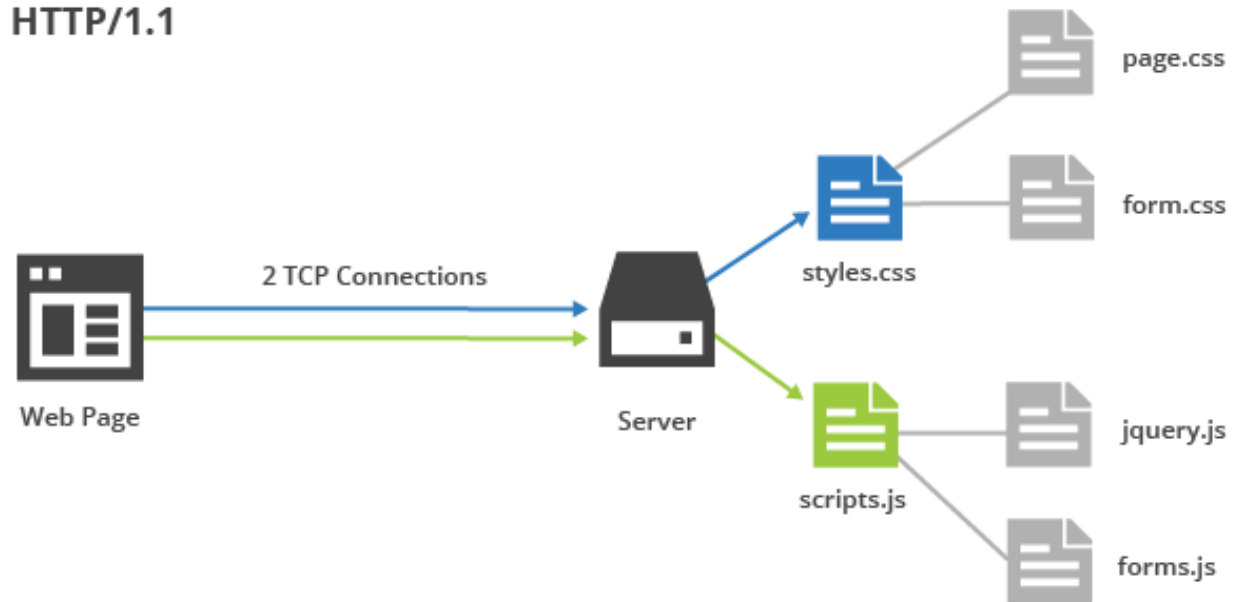 HTTP/1.1
page.css
form.css
styles.css
2 TCP Connections
Web Page
Server
jquery.js
scripts.js
forms.js